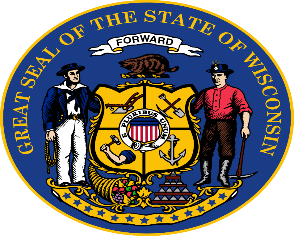 GREAT SEAL OF THE STATE OF WISCONSIN
FORWARD
E PLURIBUS UNUM